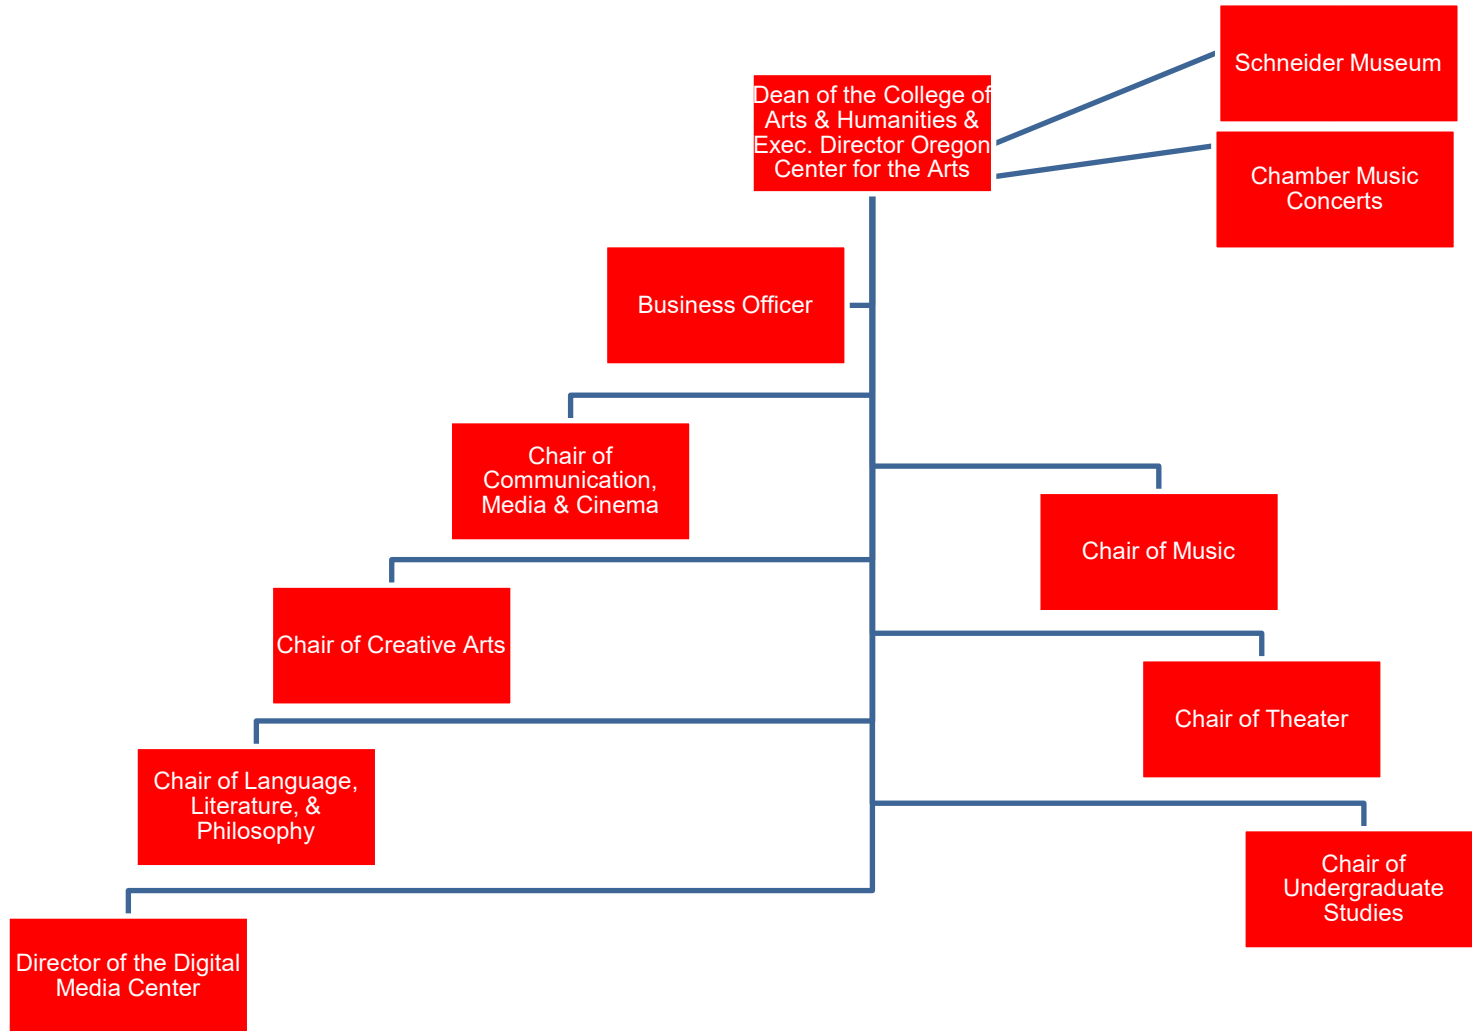 Schneider Museum
Dean of the College of
Arts & Humanities &
Exec. Director Oregon
Center for the Arts
Chamber Music
Concerts
Business Officer
Chair of
Communication,
Media & Cinema
Chair of Music
Chair of Creative Arts
Chair of Theater
Chair of Language,
Literature, &
Philosophy
Chair of
Undergraduate
Studies
Director of the Digital
Media Center